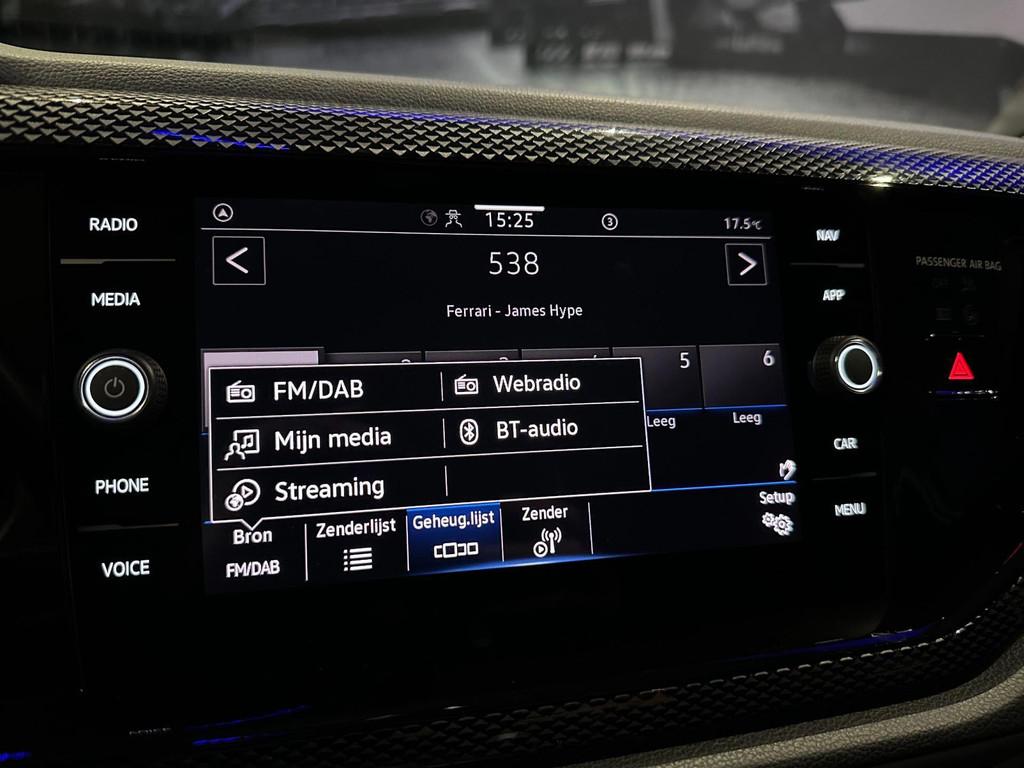 RADIO
MEDIA
PHONE
VOICE
15:25
3
17.5°C
<
538
>
Ferrari - James Hype
5
6
Leeg
Leeg
FM/DAB
Webradio
Mijn media
BT-audio
Streaming
Bron
FM/DAB
Zenderlijst
Geheug.lijst
Zender
Setup
NAV
APP
CAR
MENU
PASSENGER AIR BAG